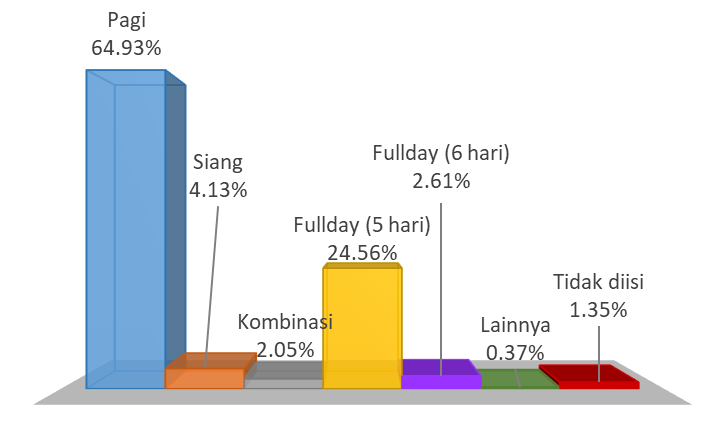 Pagi
64.93%
Siang
4.13%
Kombinasi
2.05%
Fullday (5 hari)
24.56%
Fullday (6 hari)
2.61%
Lainnya
0.37%
Tidak diisi
1.35%